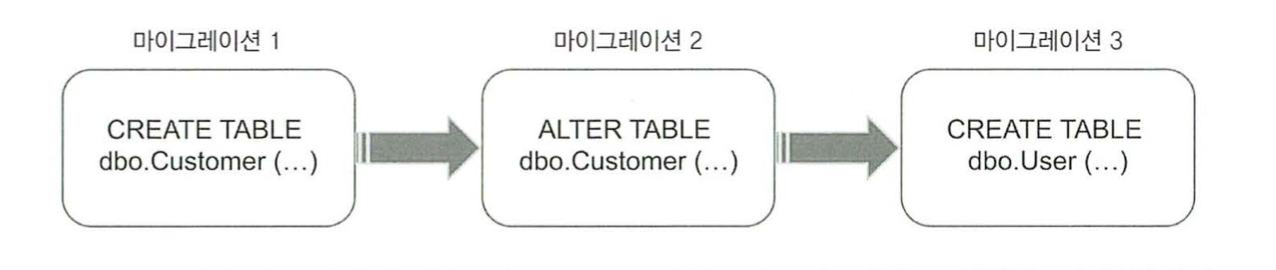 마이그레이션 1
마이그레이션 2
마이그레이션 3
CREATE TABLE
dbo.Customer (...)
ALTER TABLE
dbo.Customer (...)
CREATE TABLE
dbo.User (...)